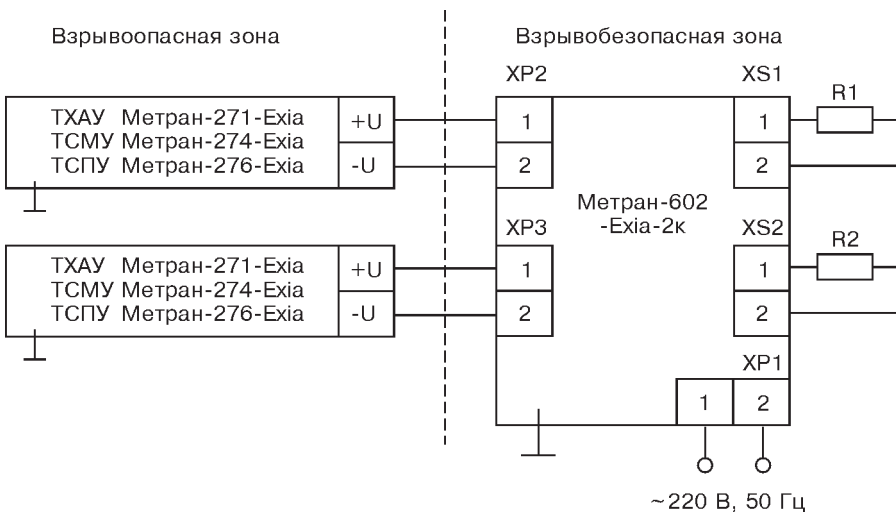 Взрывоопасная зона
Взрывобезопасная зона
XP2
XS1
R1
ТХАУ Метран-271-Exia
ТСМУ Метран-274-Exia
ТСПУ Метран-276-Exia
+U
-U
1
2
1
2
Метран-602
-Exia-2к
XP3
XS2
R2
ТХАУ Метран-271-Exia
ТСМУ Метран-274-Exia
ТСПУ Метран-276-Exia
+U
-U
1
2
1
2
XP1
1
2
~220 В, 50 Гц